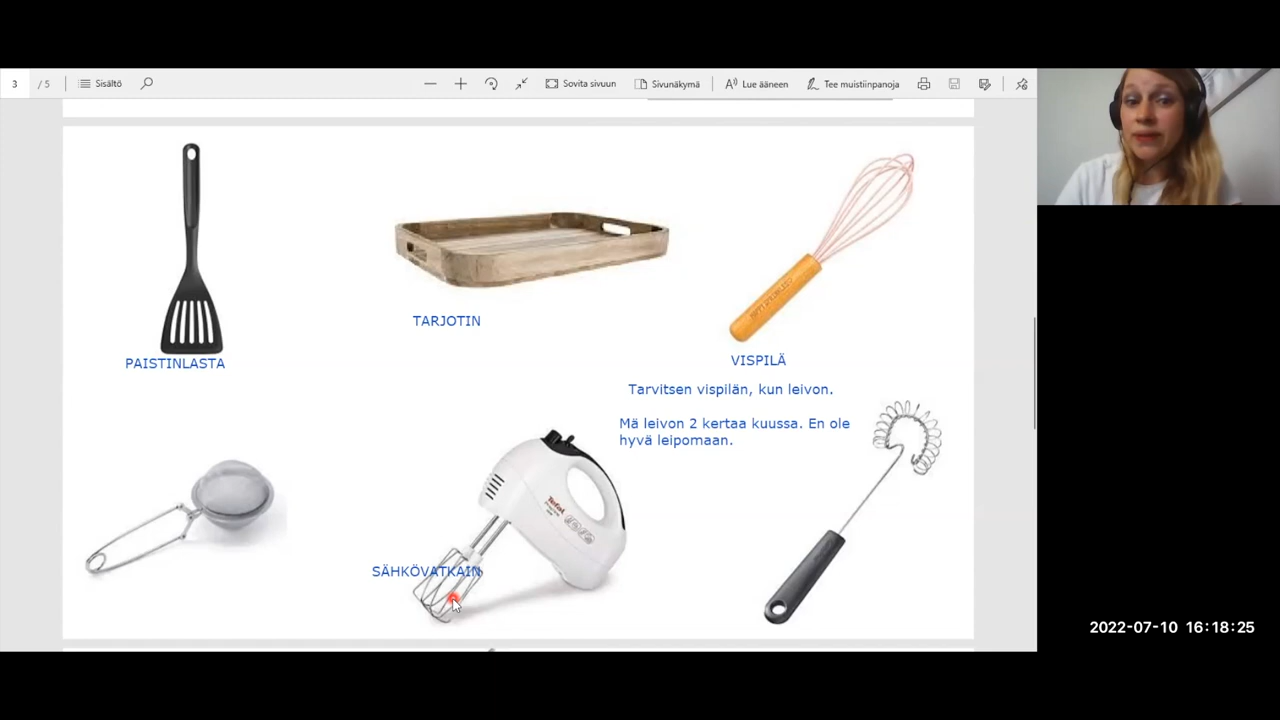 3 / 5 Sisältö Sovita sivuun Sivunäkymä Lue ääneen Tee muistiinpanoja
PAISTINLASTA
TARJOTIN
VISPILÄ
Tarvitsen vispilän, kun leivon.
Mä leivon 2 kertaa kuussa. En ole
hyvä leipomaan.
Tefal
SÄHKÖVATKAIN
2022-07-10 16:18:25